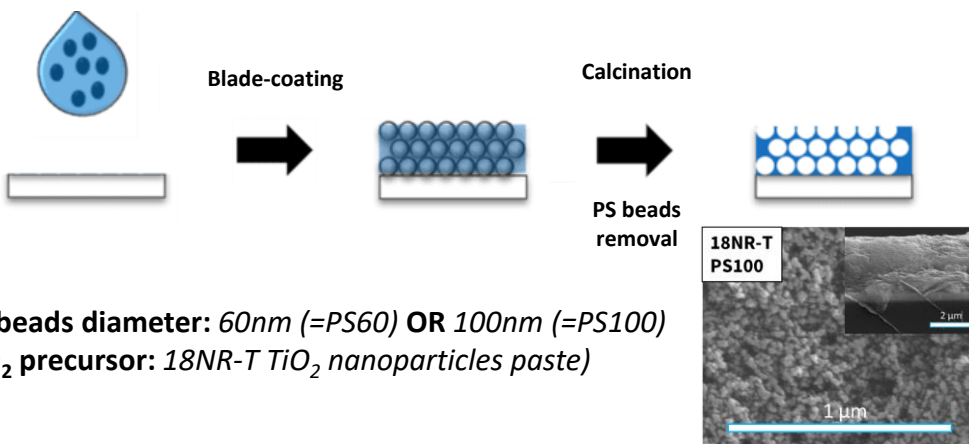 Blade-coating
Calcination
PS beads
removal
18NR-T
PS100
2 µm
beads diameter: 60nm (=PS60) OR 100nm (=PS100)
₂ precursor: 18NR-T TiO₂ nanoparticles paste)
1 µm